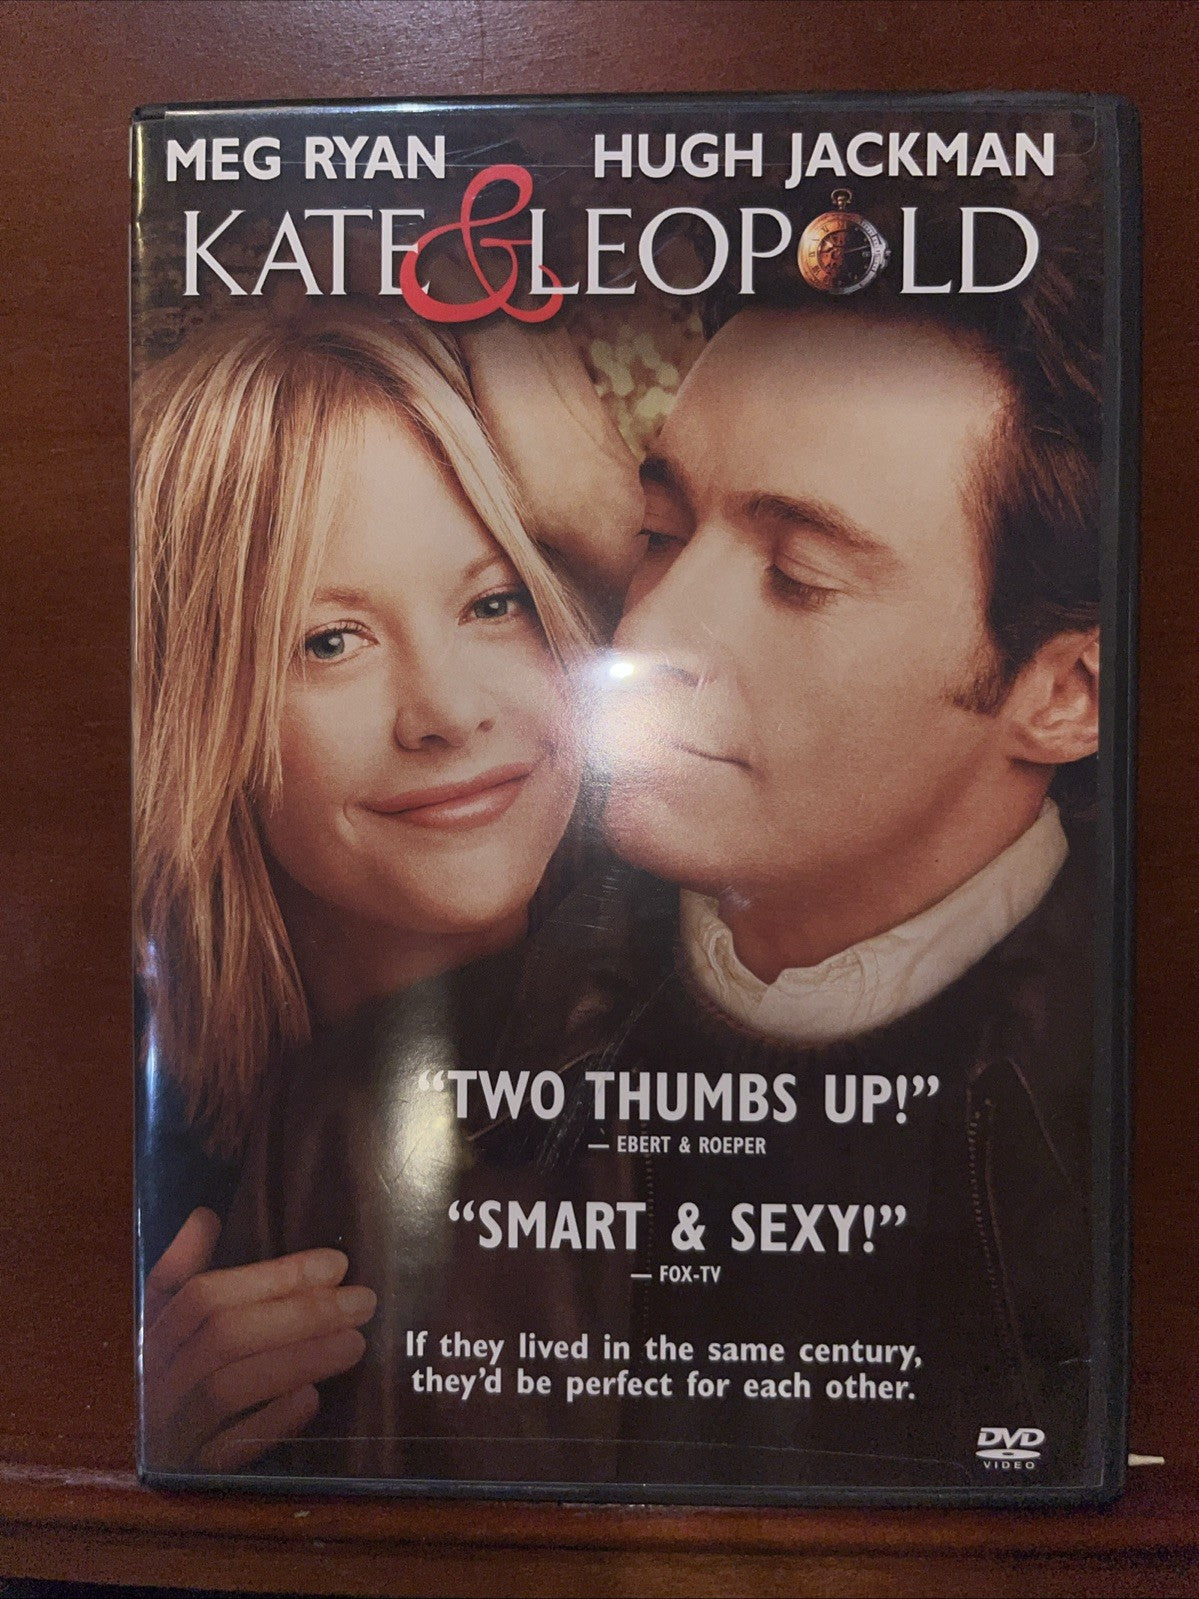 MEG RYAN HUGH JACKMAN
KATE & LEOPOLD
“TWO THUMBS UP!”
— EBERT & ROEPER
“SMART & SEXY!”
— FOX-TV
If they lived in the same century,
they’d be perfect for each other.
DVD
VIDEO